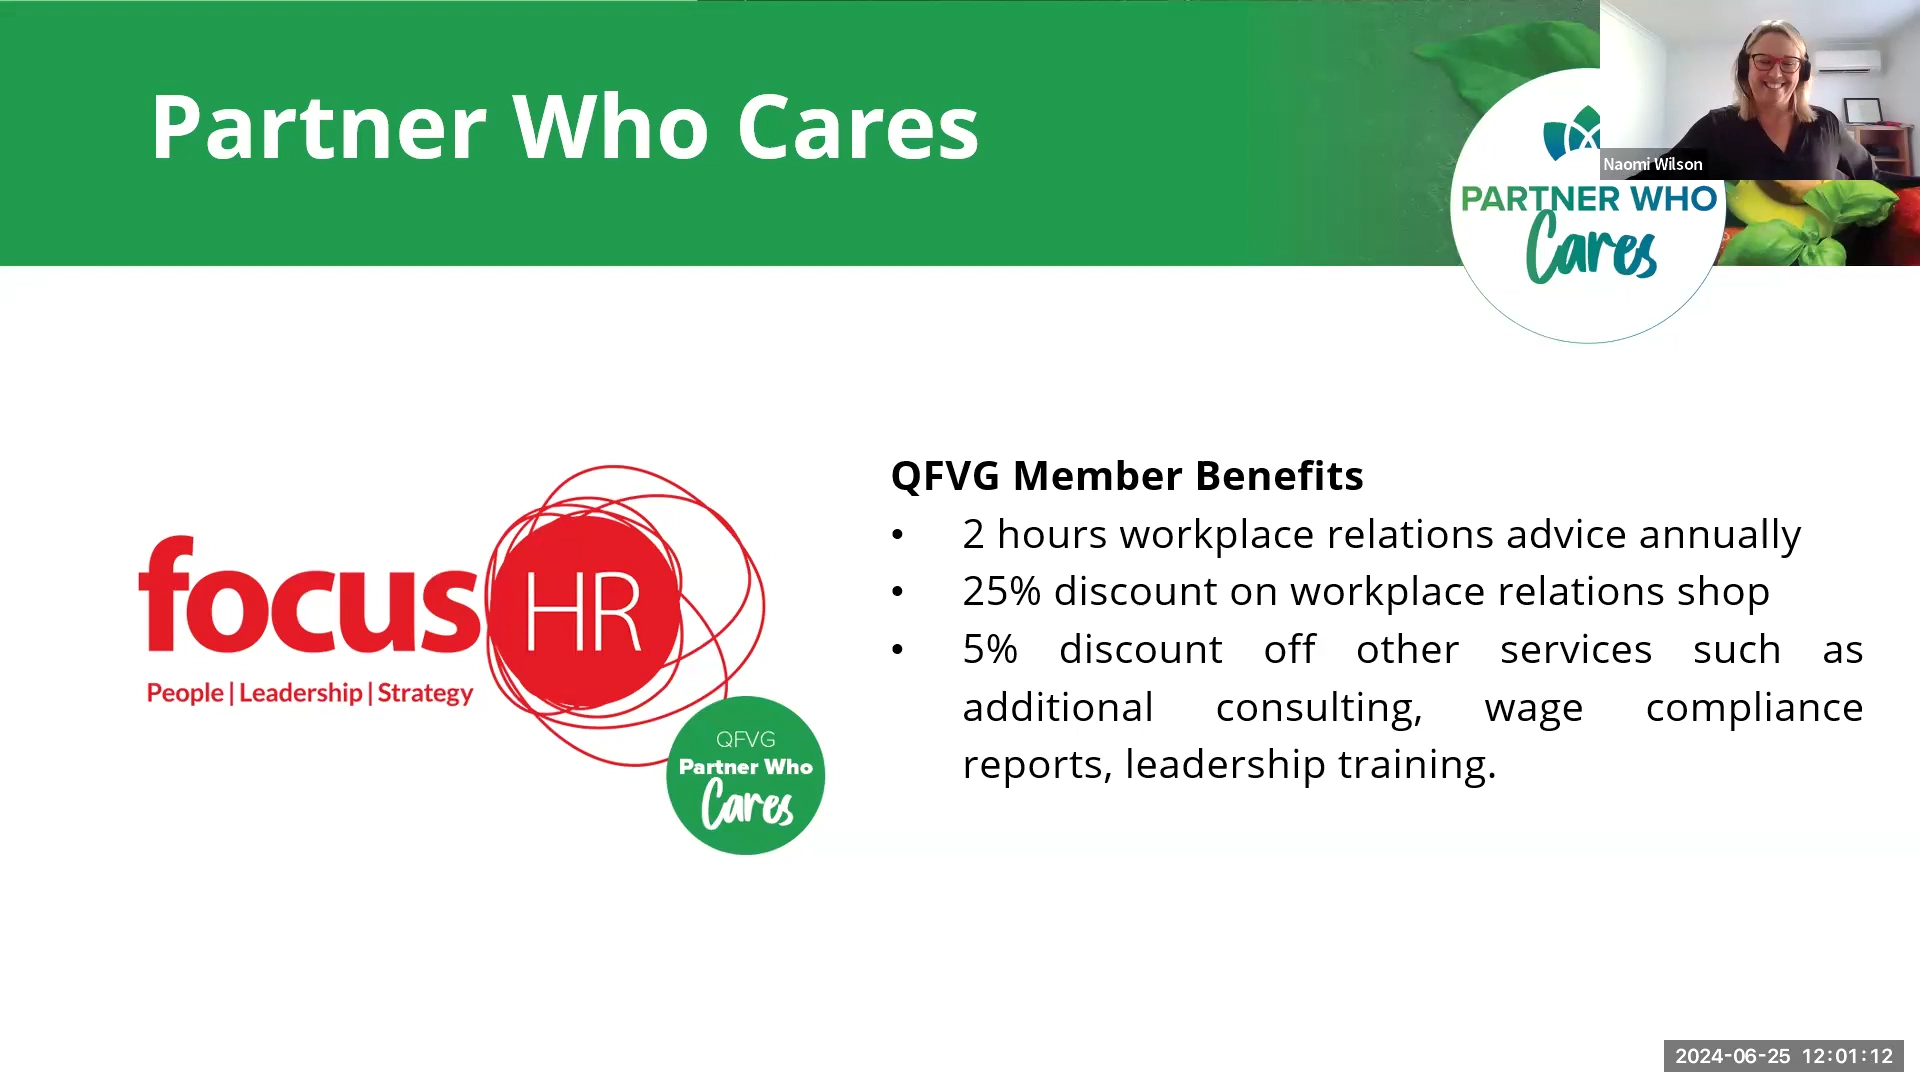 Partner Who Cares
Naomi Wilson
PARTNER WHO
Cares
QFVG Member Benefits
• 2 hours workplace relations advice annually
• 25% discount on workplace relations shop
• 5% discount off other services such as
additional consulting, wage compliance
reports, leadership training.
focus HR
People | Leadership | Strategy
QFVG
Partner Who
Cares
2024-06-25 12:01:12